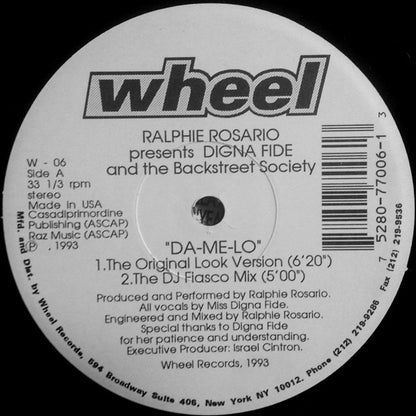 wheel
RALPHIE ROSARIO
presents DIGNA FIDE
and the Backstreet Society
W - 06
Side A
33 1/3 rpm
stereo
Made in USA
Casadiprimordine
Publishing (ASCAP)
Raz Music (ASCAP)
℗ , 1993
7 5280-77006-1 3
"DA-ME-LO"
1.The Original Look Version (6'20")
2.The DJ Fiasco Mix (5'00")
Produced and Performed by Ralphie Rosario.
All vocals by Miss Digna Fide.
Engineered and Mixed by Ralphie Rosario.
Special thanks to Digna Fide
for her patience and understanding.
Executive Producer: Israel Cintron.
Wheel Records, 1993
Mfd. and Dist. by Wheel Records, 594 Broadway Suite 406, New York NY 10012. Phone (212) 219-9286 Fax (212) 219-9836